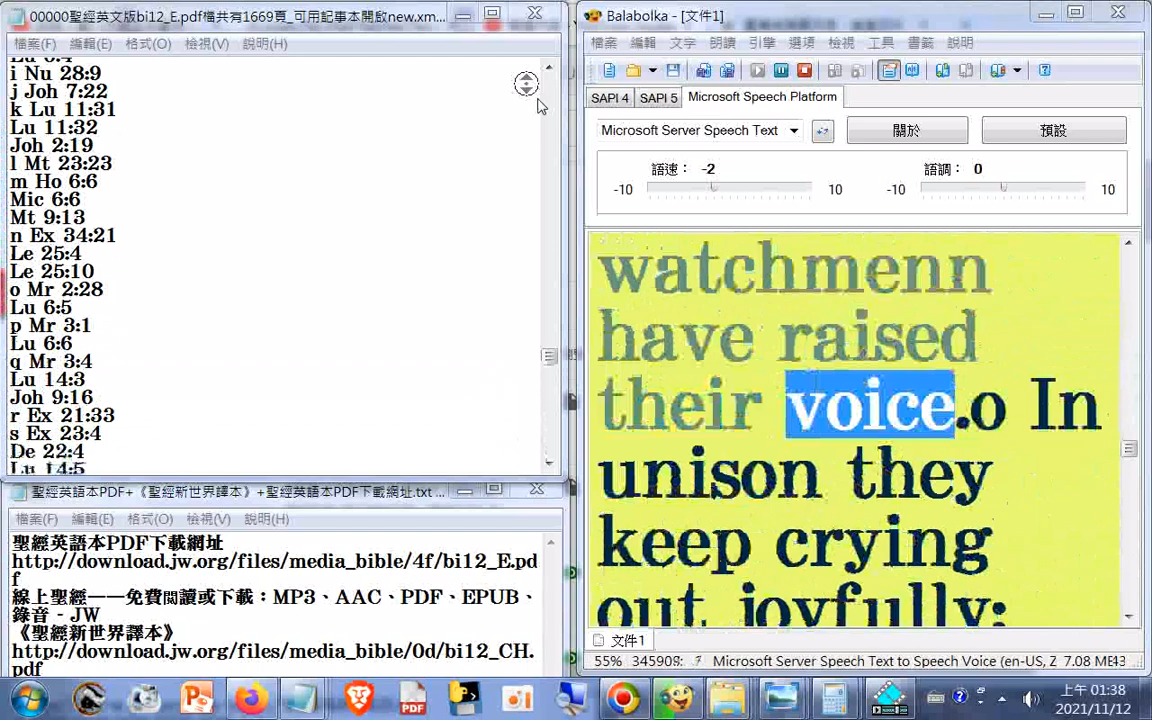 00000聖經英文版bi12_E.pdf檔共有1669頁_可用記事本開啟new.xm...
檔案(F) 編輯(E) 格式(O) 檢視(V) 說明(H)
Lu 6:4
i Nu 28:9
j Joh 7:22
k Lu 11:31
Lu 11:32
Joh 2:19
l Mt 23:23
m Ho 6:6
Mic 6:6
Mt 9:13
n Ex 34:21
Le 25:4
Le 25:10
o Mr 2:28
Lu 6:5
p Mr 3:1
Lu 6:6
q Mr 3:4
Lu 14:3
Joh 9:16
r Ex 21:33
s Ex 23:4
De 22:4
Lu 14:5
聖經英語本PDF+《聖經新世界譯本》+聖經英語本PDF下載網址.txt ...
檔案(F) 編輯(E) 格式(O) 檢視(V) 說明(H)
聖經英語本PDF下載網址
http://download.jw.org/files/media_bible/4f/bi12_E.pd
f
線上聖經——免費閱讀或下載：MP3、AAC、PDF、EPUB、
錄音 - JW
《聖經新世界譯本》
http://download.jw.org/files/media_bible/0d/bi12_CH.
pdf
Balabolka - [文件1]
檔案 編輯 文字 朗讀 引擎 選項 檢視 工具 書籤 說明
SAPI 4 SAPI 5 Microsoft Speech Platform
Microsoft Server Speech Text 關於 預設
語速： -2 語調： 0
-10 10 -10 10
watchmenn
have raised
their voice.o In
unison they
keep crying
out joyfully:
文件1
55% Microsoft Server Speech Text to Speech Voice (en-US, Z 7.08 ME
PDF
上午 01:38
2021/11/12